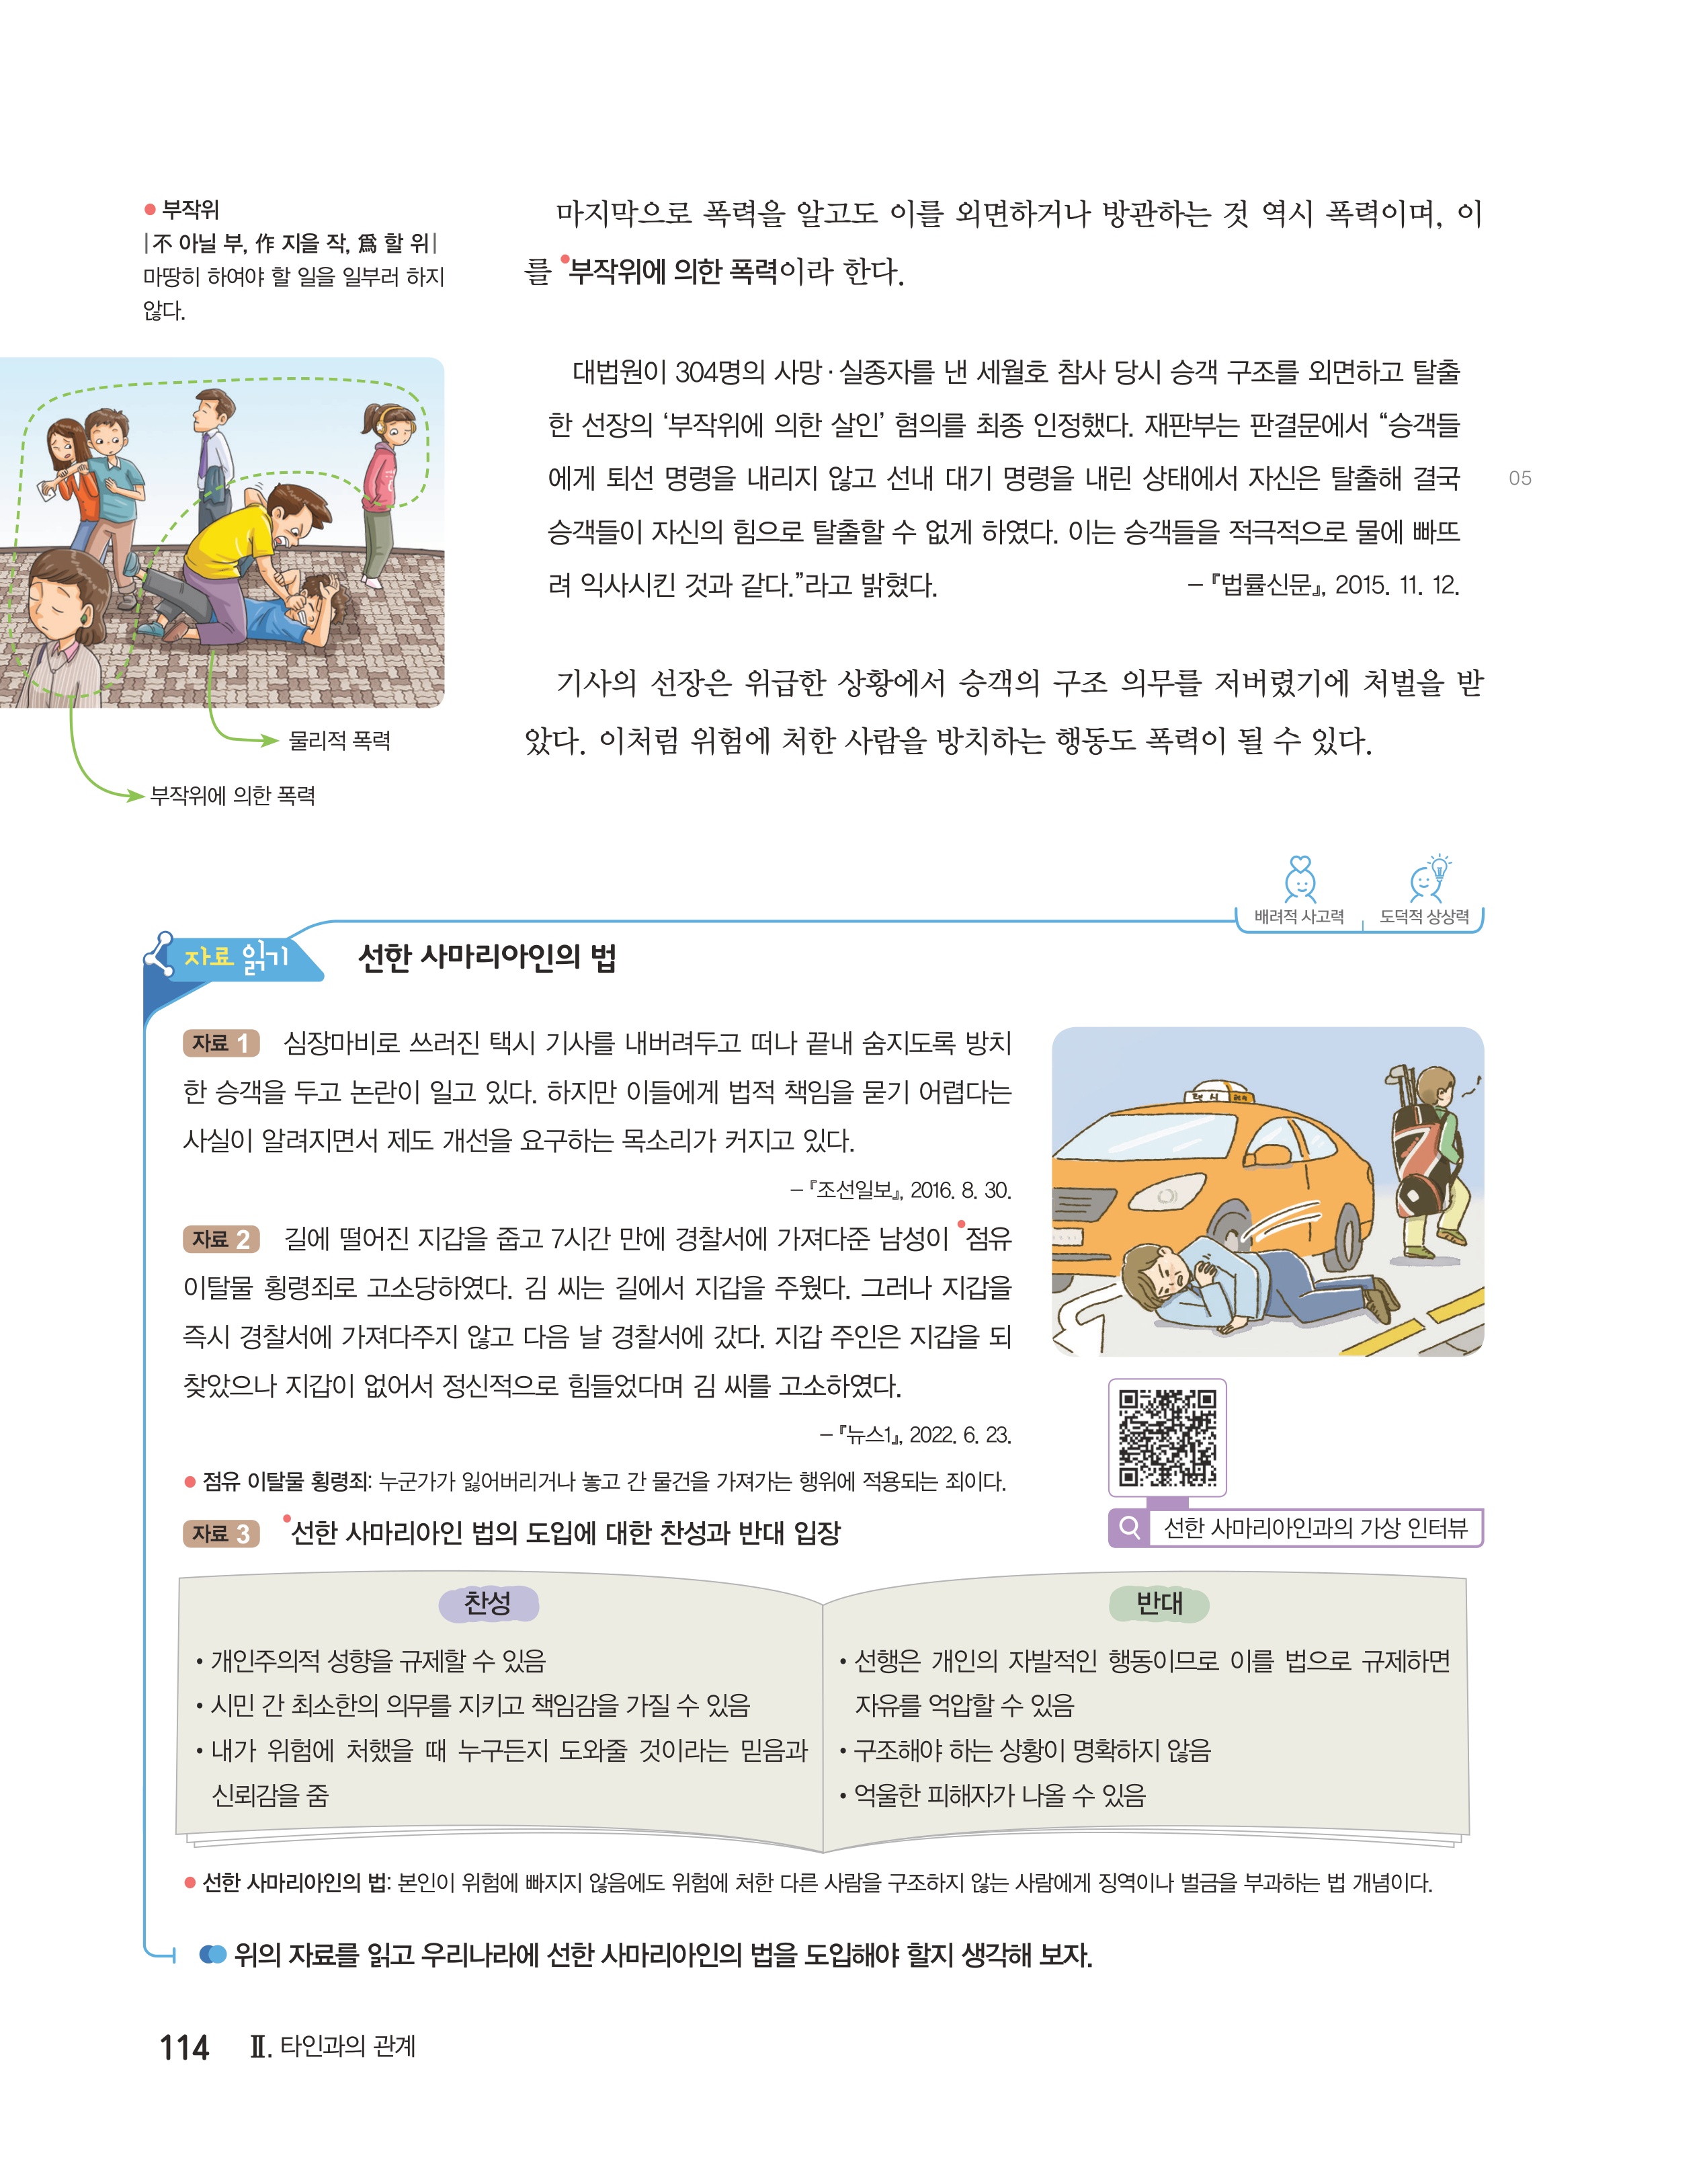 부작위
|不 아닐 부, 作 지을 작, 爲 할 위|
마땅히 하여야 할 일을 일부러 하지
않다.
물리적 폭력
부작위에 의한 폭력
마지막으로 폭력을 알고도 이를 외면하거나 방관하는 것 역시 폭력이며, 이
를 부작위에 의한 폭력이라 한다.
대법원이 304명의 사망·실종자를 낸 세월호 참사 당시 승객 구조를 외면하고 탈출
한 선장의 ‘부작위에 의한 살인’ 혐의를 최종 인정했다. 재판부는 판결문에서 “승객들
에게 퇴선 명령을 내리지 않고 선내 대기 명령을 내린 상태에서 자신은 탈출해 결국
05
승객들이 자신의 힘으로 탈출할 수 없게 하였다. 이는 승객들을 적극적으로 물에 빠뜨
려 익사시킨 것과 같다.”라고 밝혔다. – 『법률신문』, 2015. 11. 12.
기사의 선장은 위급한 상황에서 승객의 구조 의무를 저버렸기에 처벌을 받
았다. 이처럼 위험에 처한 사람을 방치하는 행동도 폭력이 될 수 있다.
배려적 사고력 도덕적 상상력
자료 읽기 선한 사마리아인의 법
자료 1 심장마비로 쓰러진 택시 기사를 내버려두고 떠나 끝내 숨지도록 방치
한 승객을 두고 논란이 일고 있다. 하지만 이들에게 법적 책임을 묻기 어렵다는
사실이 알려지면서 제도 개선을 요구하는 목소리가 커지고 있다.
– 『조선일보』, 2016. 8. 30.
자료 2 길에 떨어진 지갑을 줍고 7시간 만에 경찰서에 가져다준 남성이 점유
이탈물 횡령죄로 고소당하였다. 김 씨는 길에서 지갑을 주웠다. 그러나 지갑을
즉시 경찰서에 가져다주지 않고 다음 날 경찰서에 갔다. 지갑 주인은 지갑을 되
찾았으나 지갑이 없어서 정신적으로 힘들었다며 김 씨를 고소하였다.
– 『뉴스1』, 2022. 6. 23.
점유 이탈물 횡령죄: 누군가가 잃어버리거나 놓고 간 물건을 가져가는 행위에 적용되는 죄이다.
택시
선한 사마리아인과의 가상 인터뷰
자료 3 선한 사마리아인 법의 도입에 대한 찬성과 반대 입장
찬성
• 개인주의적 성향을 규제할 수 있음
• 시민 간 최소한의 의무를 지키고 책임감을 가질 수 있음
• 내가 위험에 처했을 때 누구든지 도와줄 것이라는 믿음과
신뢰감을 줌
반대
• 선행은 개인의 자발적인 행동이므로 이를 법으로 규제하면
자유를 억압할 수 있음
• 구조해야 하는 상황이 명확하지 않음
• 억울한 피해자가 나올 수 있음
선한 사마리아인의 법: 본인이 위험에 빠지지 않음에도 위험에 처한 다른 사람을 구조하지 않는 사람에게 징역이나 벌금을 부과하는 법 개념이다.
위의 자료를 읽고 우리나라에 선한 사마리아인의 법을 도입해야 할지 생각해 보자.
114 Ⅱ. 타인과의 관계